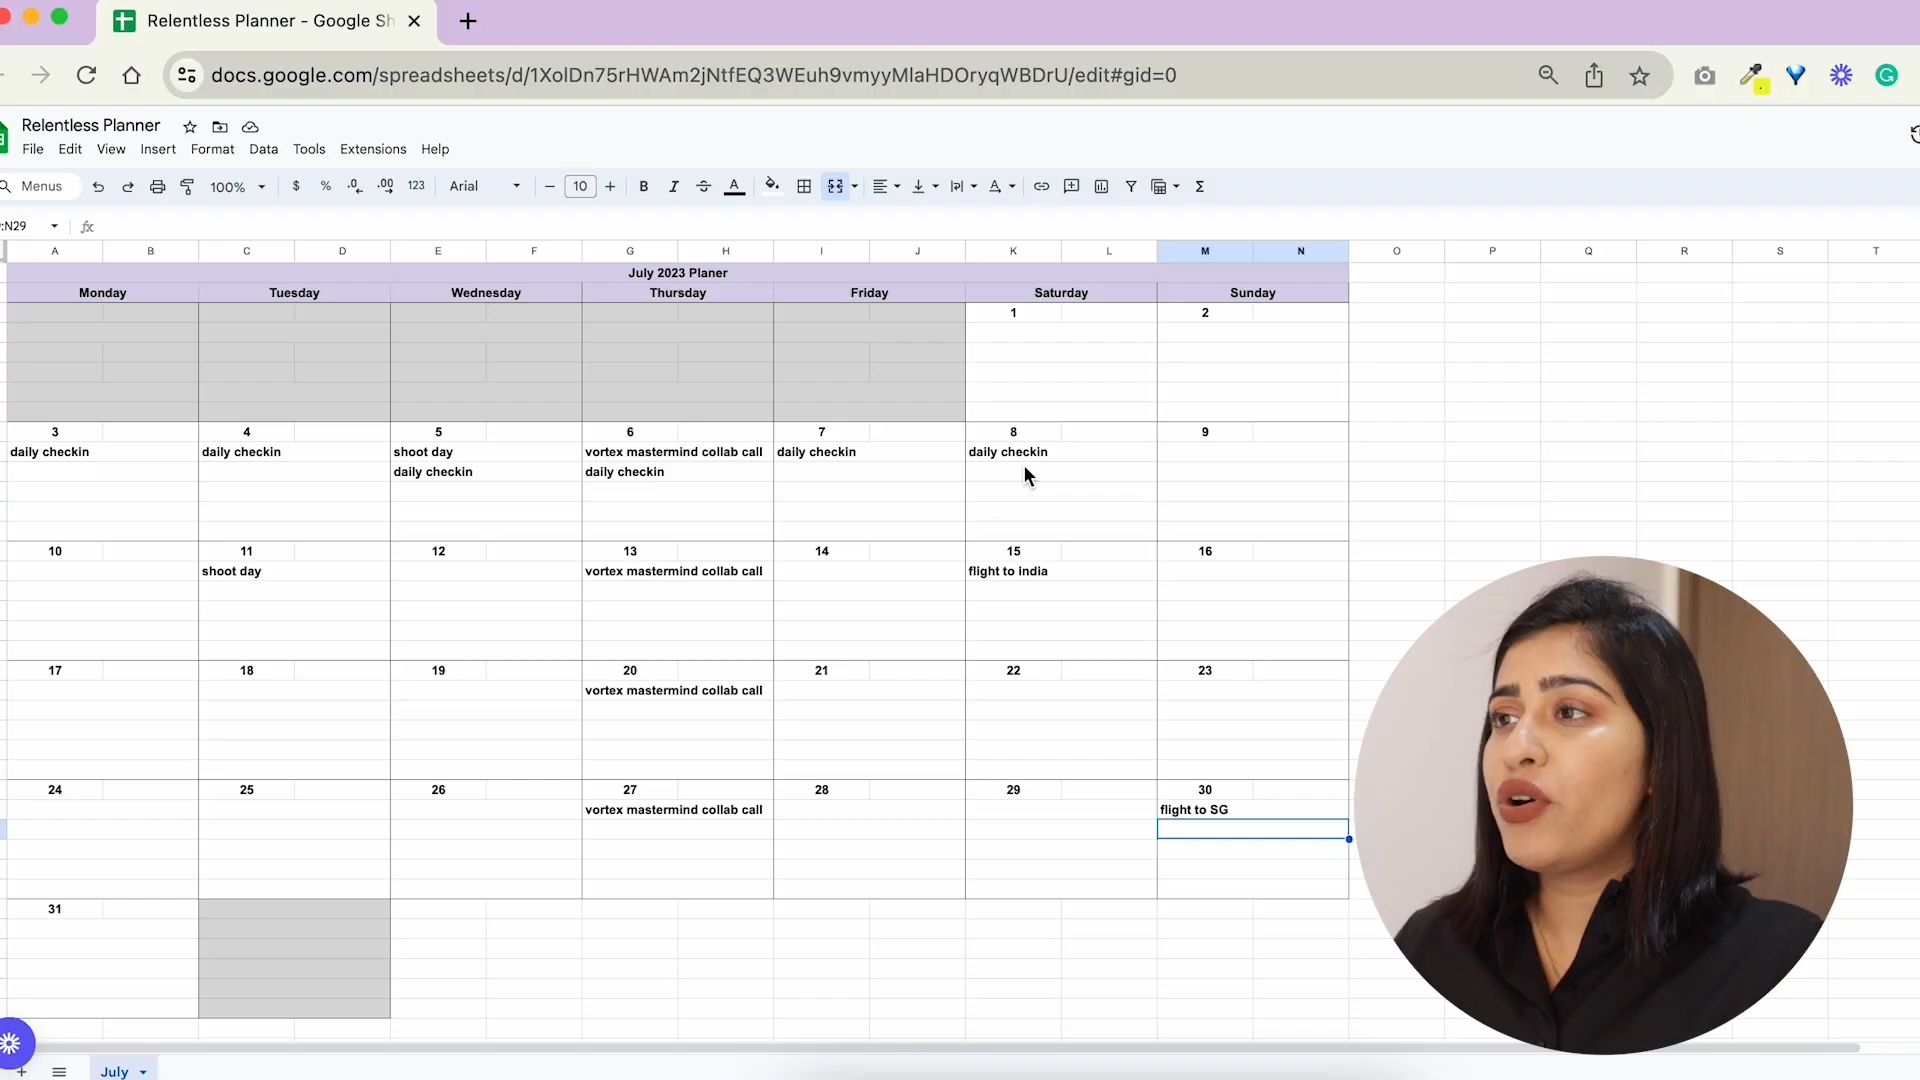 Relentless Planner - Google Sh
docs.google.com/spreadsheets/d/1XolDn75rHWAm2jNtfEQ3WEuh9vmyyMlaHDOryqWBDrU/edit#gid=0
Relentless Planner
File Edit View Insert Format Data Tools Extensions Help
Menus 100% $ % .0 .00 123 Arial 10 B I A Σ
:N29 fx
A B C D E F G H I J K L M N O P Q R S T
July 2023 Planer
Monday Tuesday Wednesday Thursday Friday Saturday Sunday
1 2
3 4 5 6 7 8 9
daily checkin daily checkin shoot day vortex mastermind collab call daily checkin daily checkin
daily checkin daily checkin
10 11 12 13 14 15 16
shoot day vortex mastermind collab call flight to india
17 18 19 20 21 22 23
vortex mastermind collab call
24 25 26 27 28 29 30
vortex mastermind collab call flight to SG
31
July